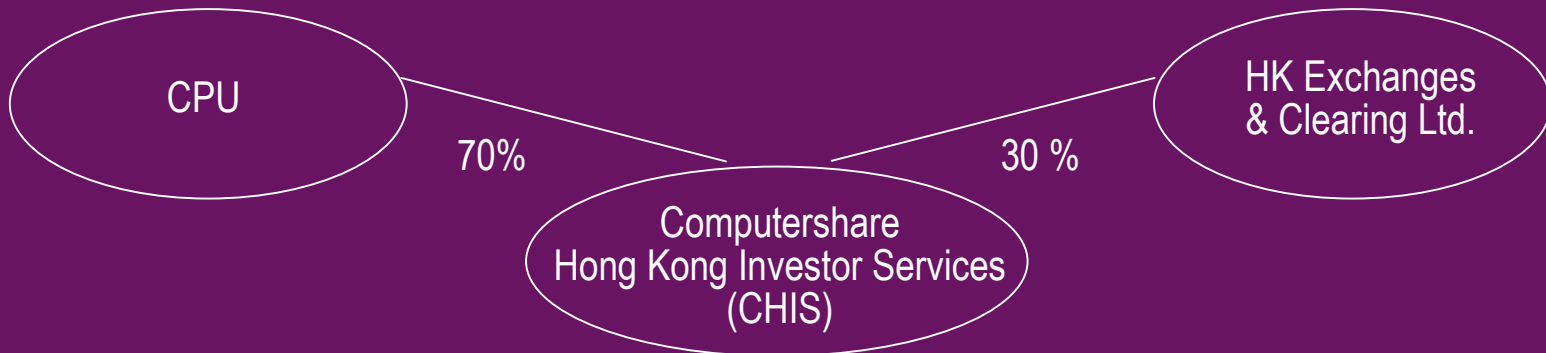 CPU
HK Exchanges
& Clearing Ltd.
70%
30 %
Computershare
Hong Kong Investor Services
(CHIS)